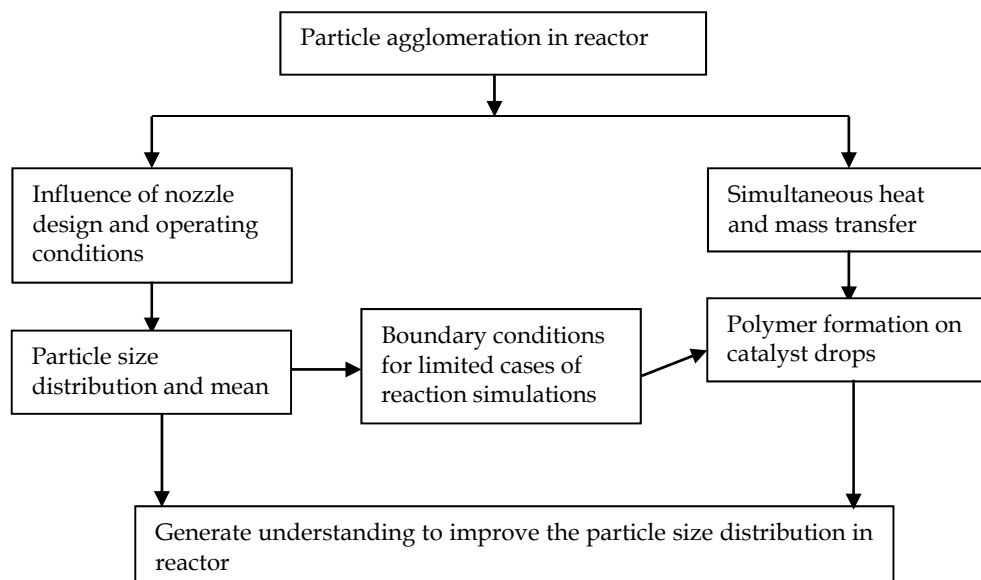 Particle agglomeration in reactor
Influence of nozzle
design and operating
conditions
Simultaneous heat
and mass transfer
Particle size
distribution and mean
Boundary conditions
for limited cases of
reaction simulations
Polymer formation on
catalyst drops
Generate understanding to improve the particle size distribution in
reactor